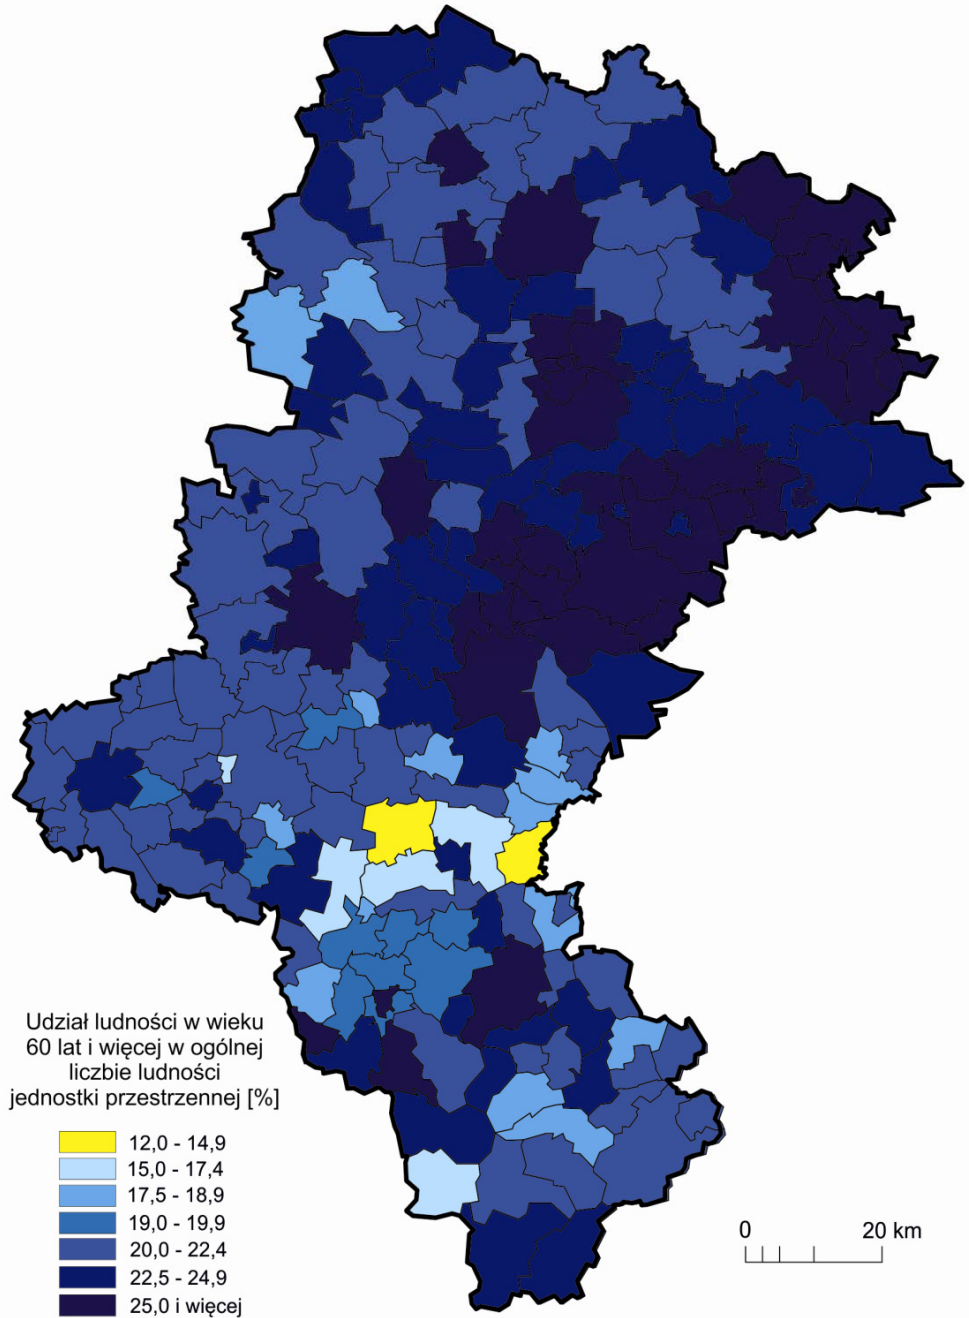 Udział ludności w wieku
60 lat i więcej w ogólnej
liczbie ludności
jednostki przestrzennej [%]
12,0 - 14,9
15,0 - 17,4
17,5 - 18,9
19,0 - 19,9
20,0 - 22,4
22,5 - 24,9
25,0 i więcej
0 20 km